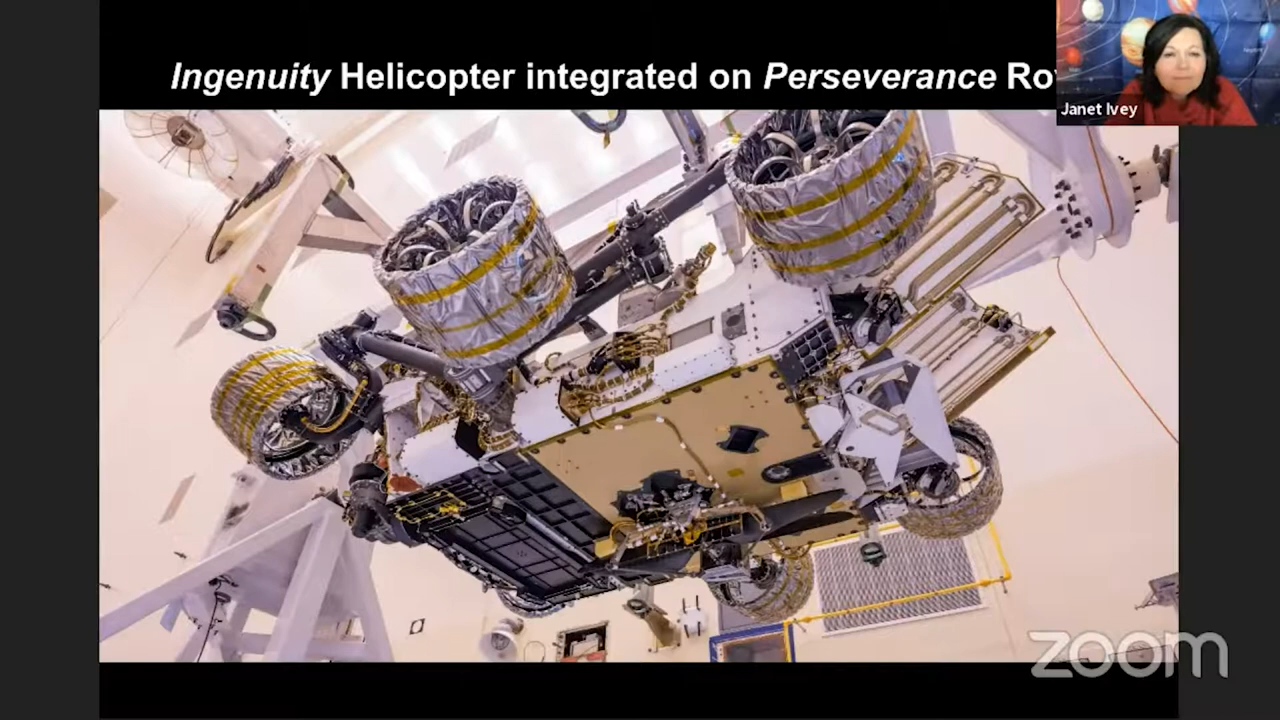 Ingenuity Helicopter integrated on Perseverance Ro
Janet Ivey
zoom